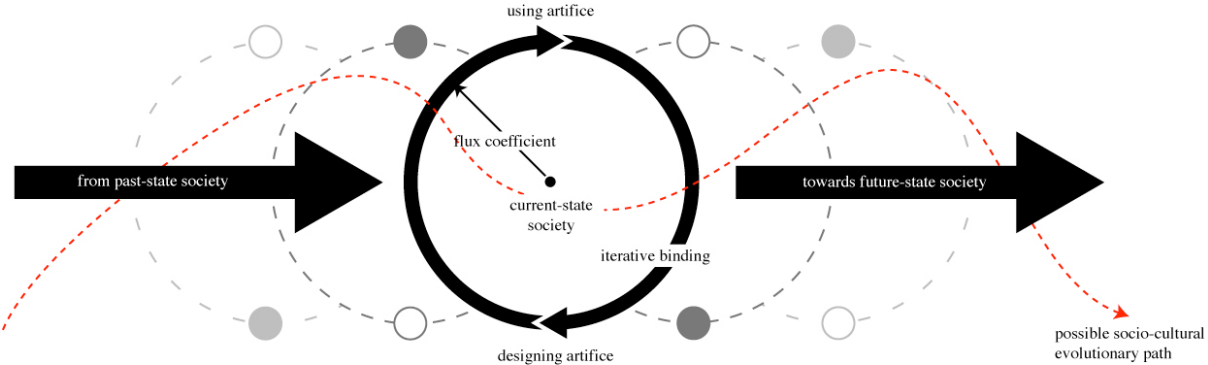 using artifice
flux coefficient
from past-state society
towards future-state society
current-state
society
iterative binding
designing artifice
possible socio-cultural
evolutionary path